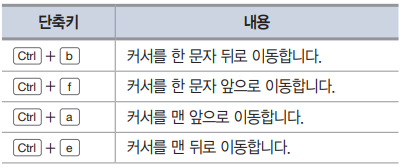 단축키 내용
Ctrl + b 커서를 한 문자 뒤로 이동합니다.
Ctrl + f 커서를 한 문자 앞으로 이동합니다.
Ctrl + a 커서를 맨 앞으로 이동합니다.
Ctrl + e 커서를 맨 뒤로 이동합니다.